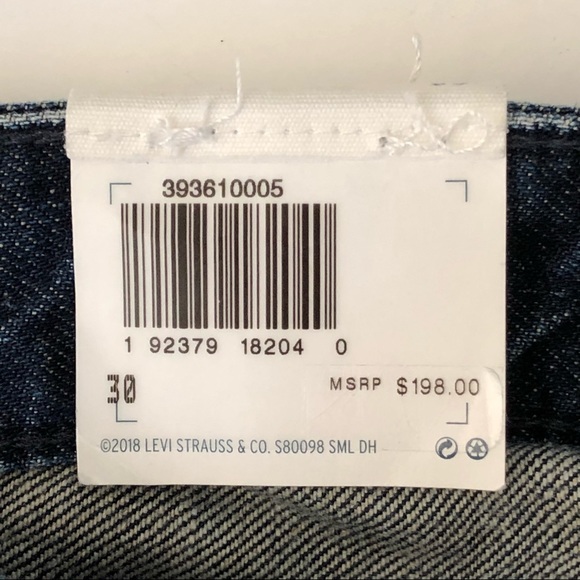 393610005
1 92379 18204 0
30 MSRP $198.00
©2018 LEVI STRAUSS & CO. S80098 SML DH